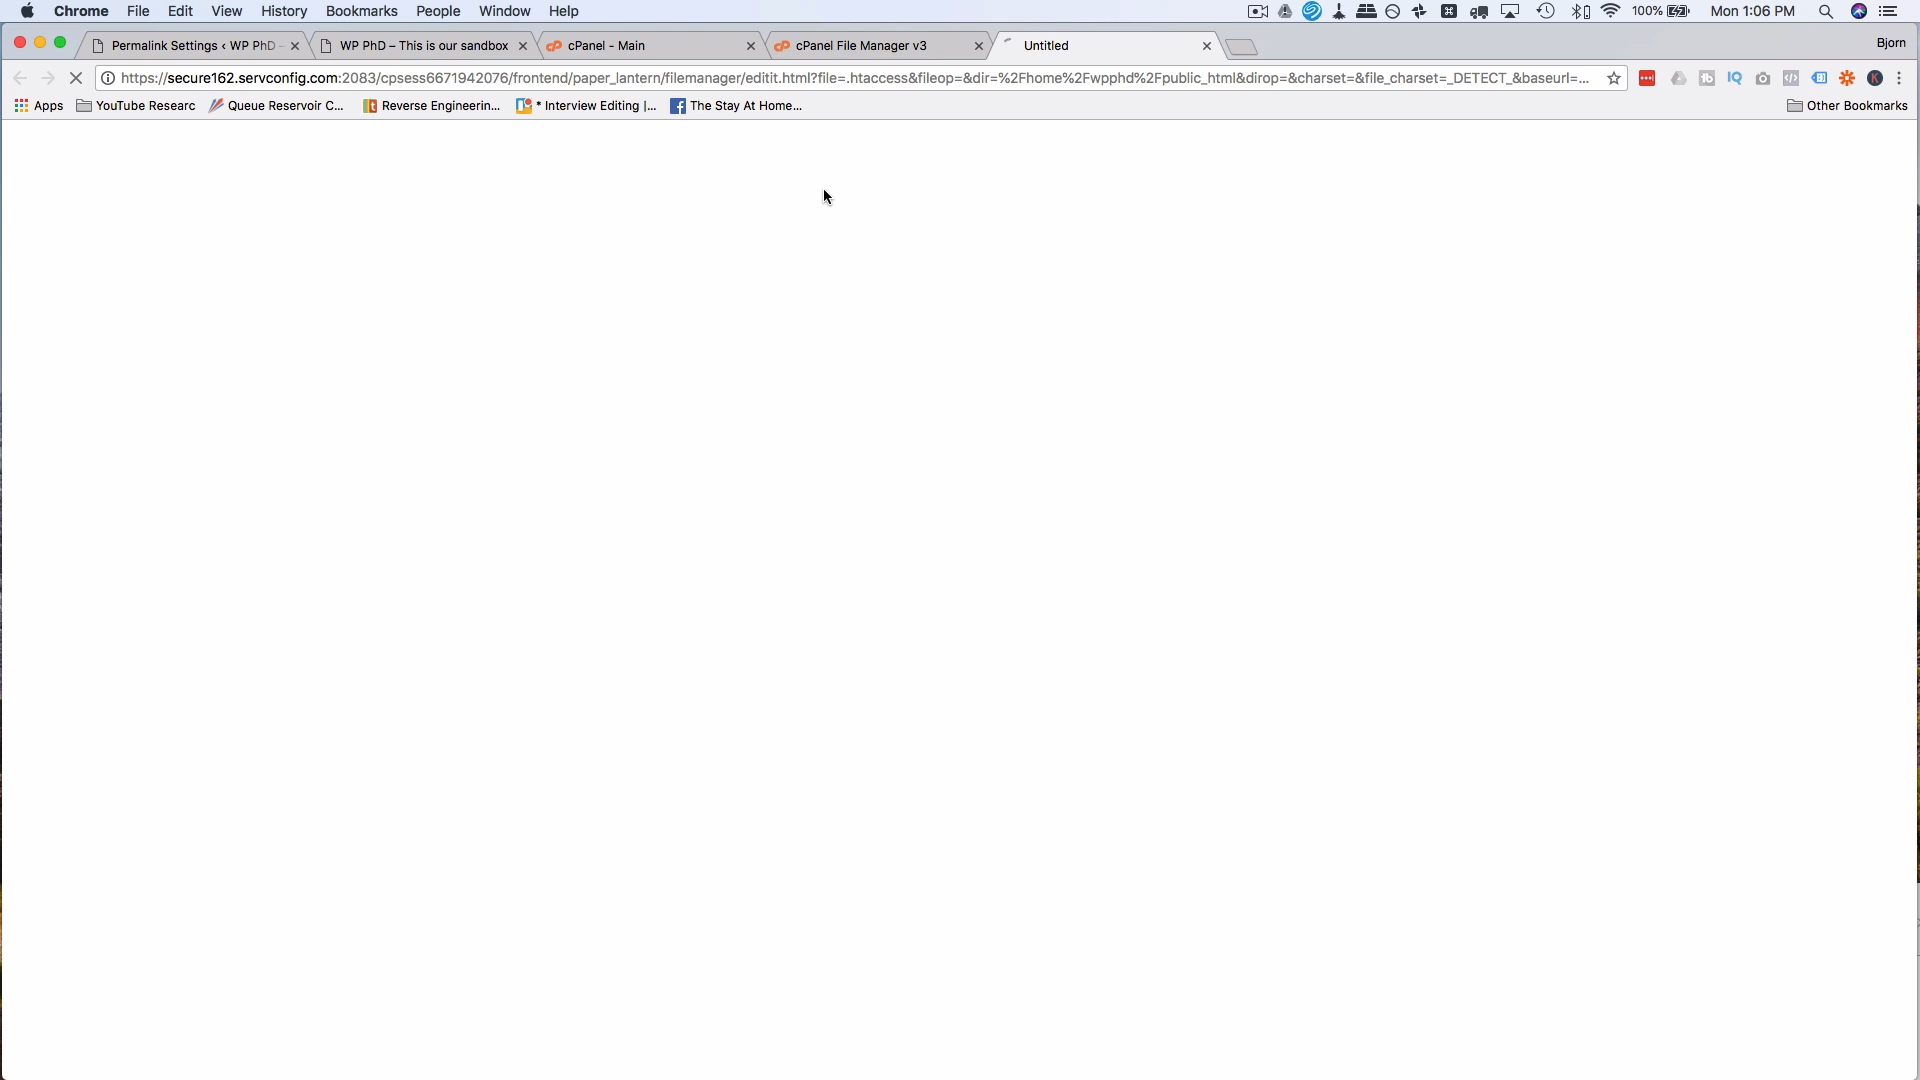 Chrome File Edit View History Bookmarks People Window Help 100% Mon 1:06 PM
Permalink Settings ‹ WP PhD WP PhD – This is our sandbox cPanel - Main cPanel File Manager v3 Untitled Bjorn
https://secure162.servconfig.com:2083/cpsess6671942076/frontend/paper_lantern/filemanager/editit.html?file=.htaccess&fileop=&dir=%2Fhome%2Fwpphd%2Fpublic_html&dirop=&charset=&file_charset=_DETECT_&baseurl=...
Apps YouTube Researc Queue Reservoir C... Reverse Engineerin... * Interview Editing |... The Stay At Home... Other Bookmarks